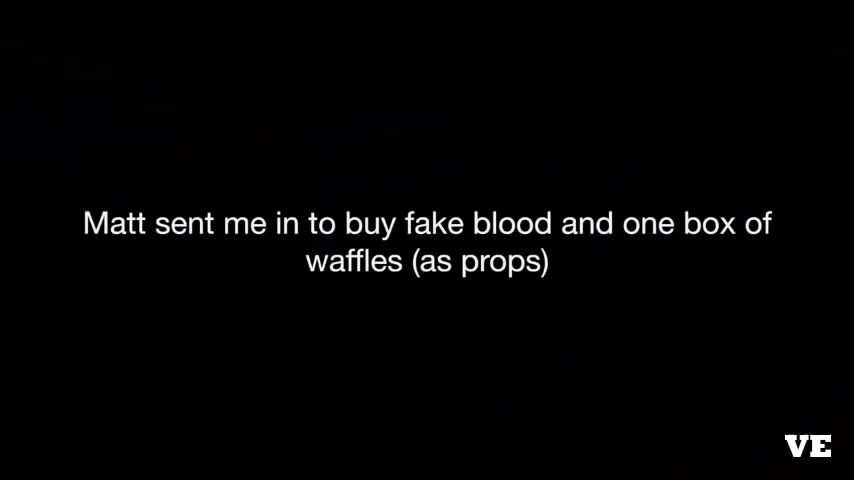 Matt sent me in to buy fake blood and one box of
waffles (as props)
VE